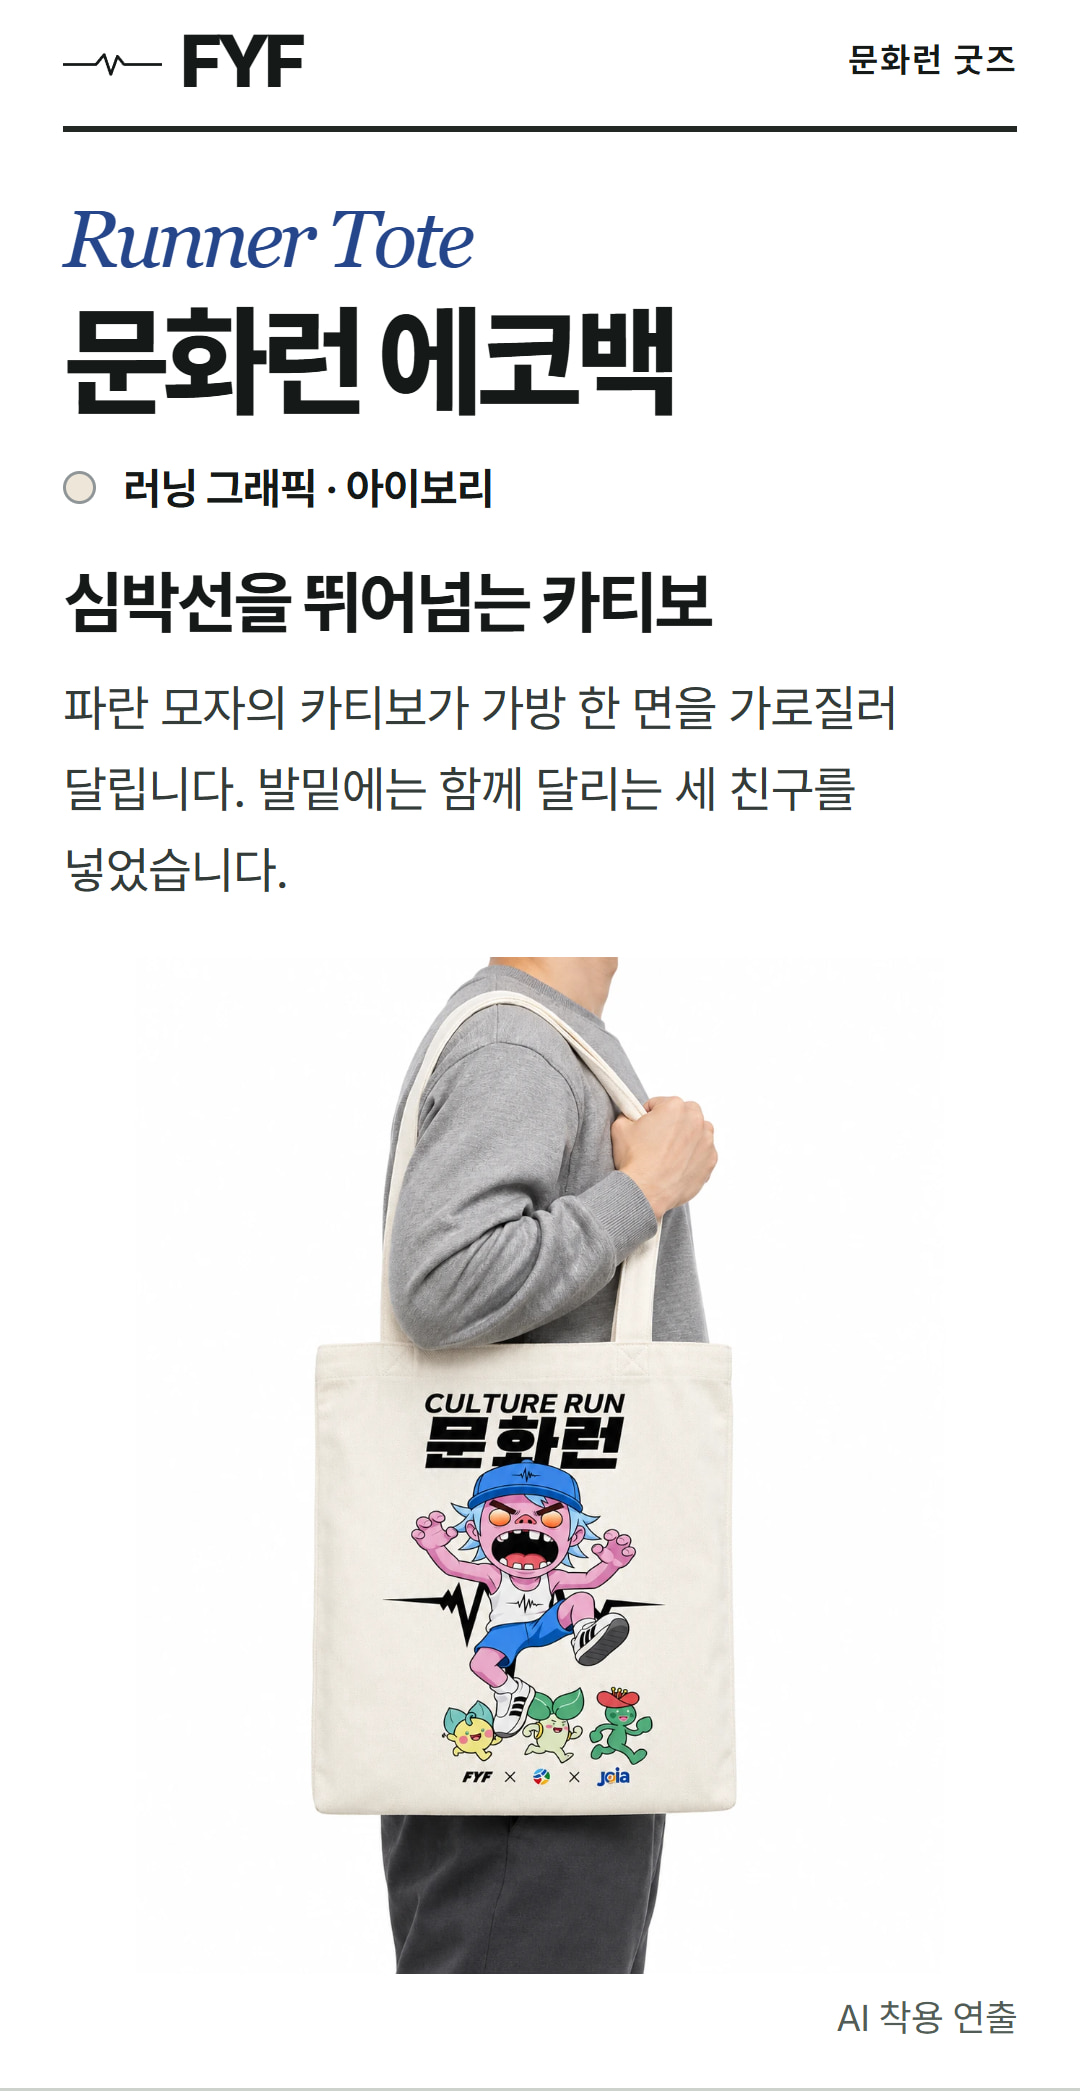 FYF
문화런 굿즈
Runner Tote
문화런 에코백
러닝 그래픽 · 아이보리
심박선을 뛰어넘는 카티보
파란 모자의 카티보가 가방 한 면을 가로질러
달립니다. 발밑에는 함께 달리는 세 친구를
넣었습니다.
CULTURE RUN
문화런
FYF × × joia
AI 착용 연출